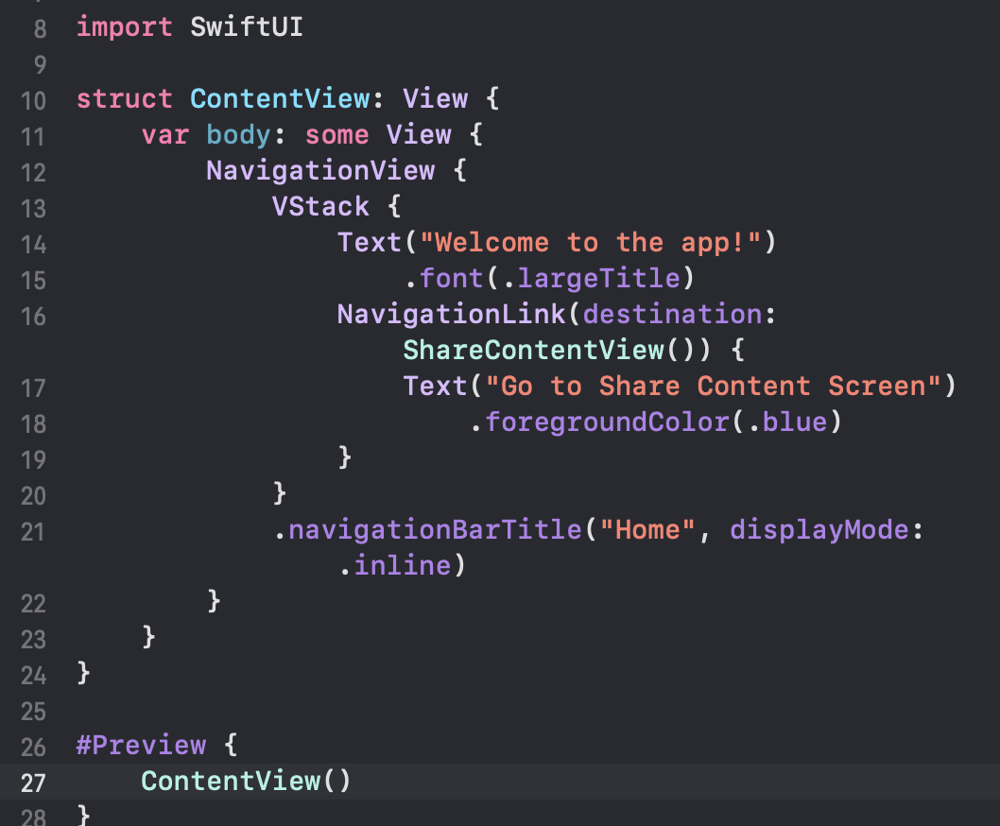 8 import SwiftUI
9
10 struct ContentView: View {
11     var body: some View {
12         NavigationView {
13             VStack {
14                 Text("Welcome to the app!")
15                     .font(.largeTitle)
16                 NavigationLink(destination:
                    ShareContentView()) {
17                     Text("Go to Share Content Screen")
18                         .foregroundColor(.blue)
19                 }
20             }
21             .navigationBarTitle("Home", displayMode:
                .inline)
22         }
23     }
24 }
25
26 #Preview {
27     ContentView()
28 }